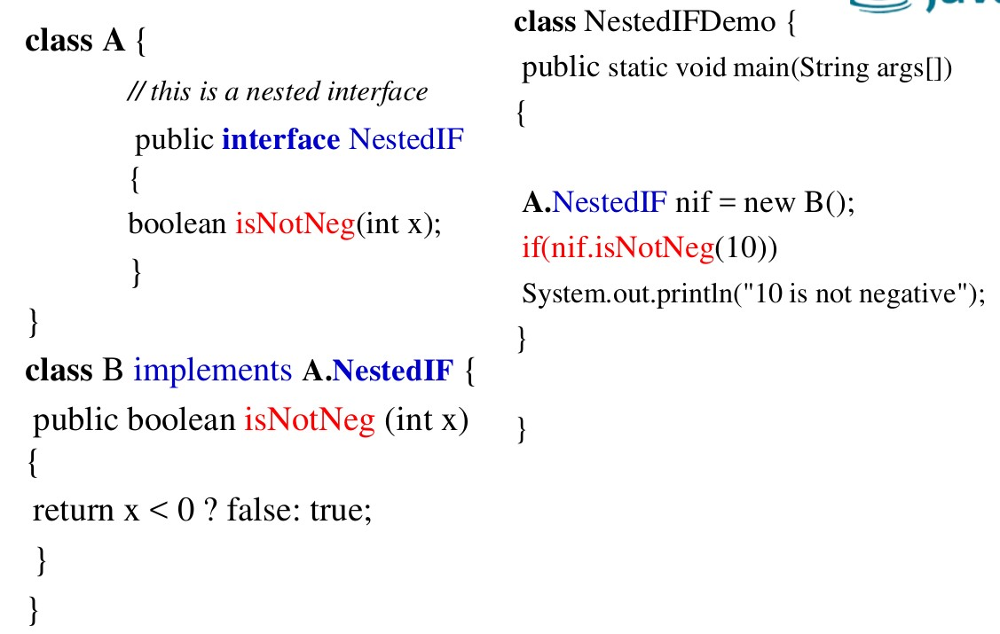 class A {
// this is a nested interface
public interface NestedIF
{
boolean isNotNeg(int x);
}
}
class B implements A.NestedIF {
public boolean isNotNeg (int x)
{
return x < 0 ? false: true;
}
}
class NestedIFDemo {
public static void main(String args[])
{
A.NestedIF nif = new B();
if(nif.isNotNeg(10))
System.out.println("10 is not negative");
}
}